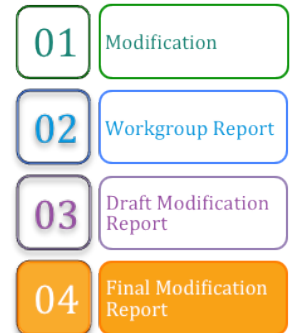 01 Modification
02 Workgroup Report
03 Draft Modification
Report
04 Final Modification
Report